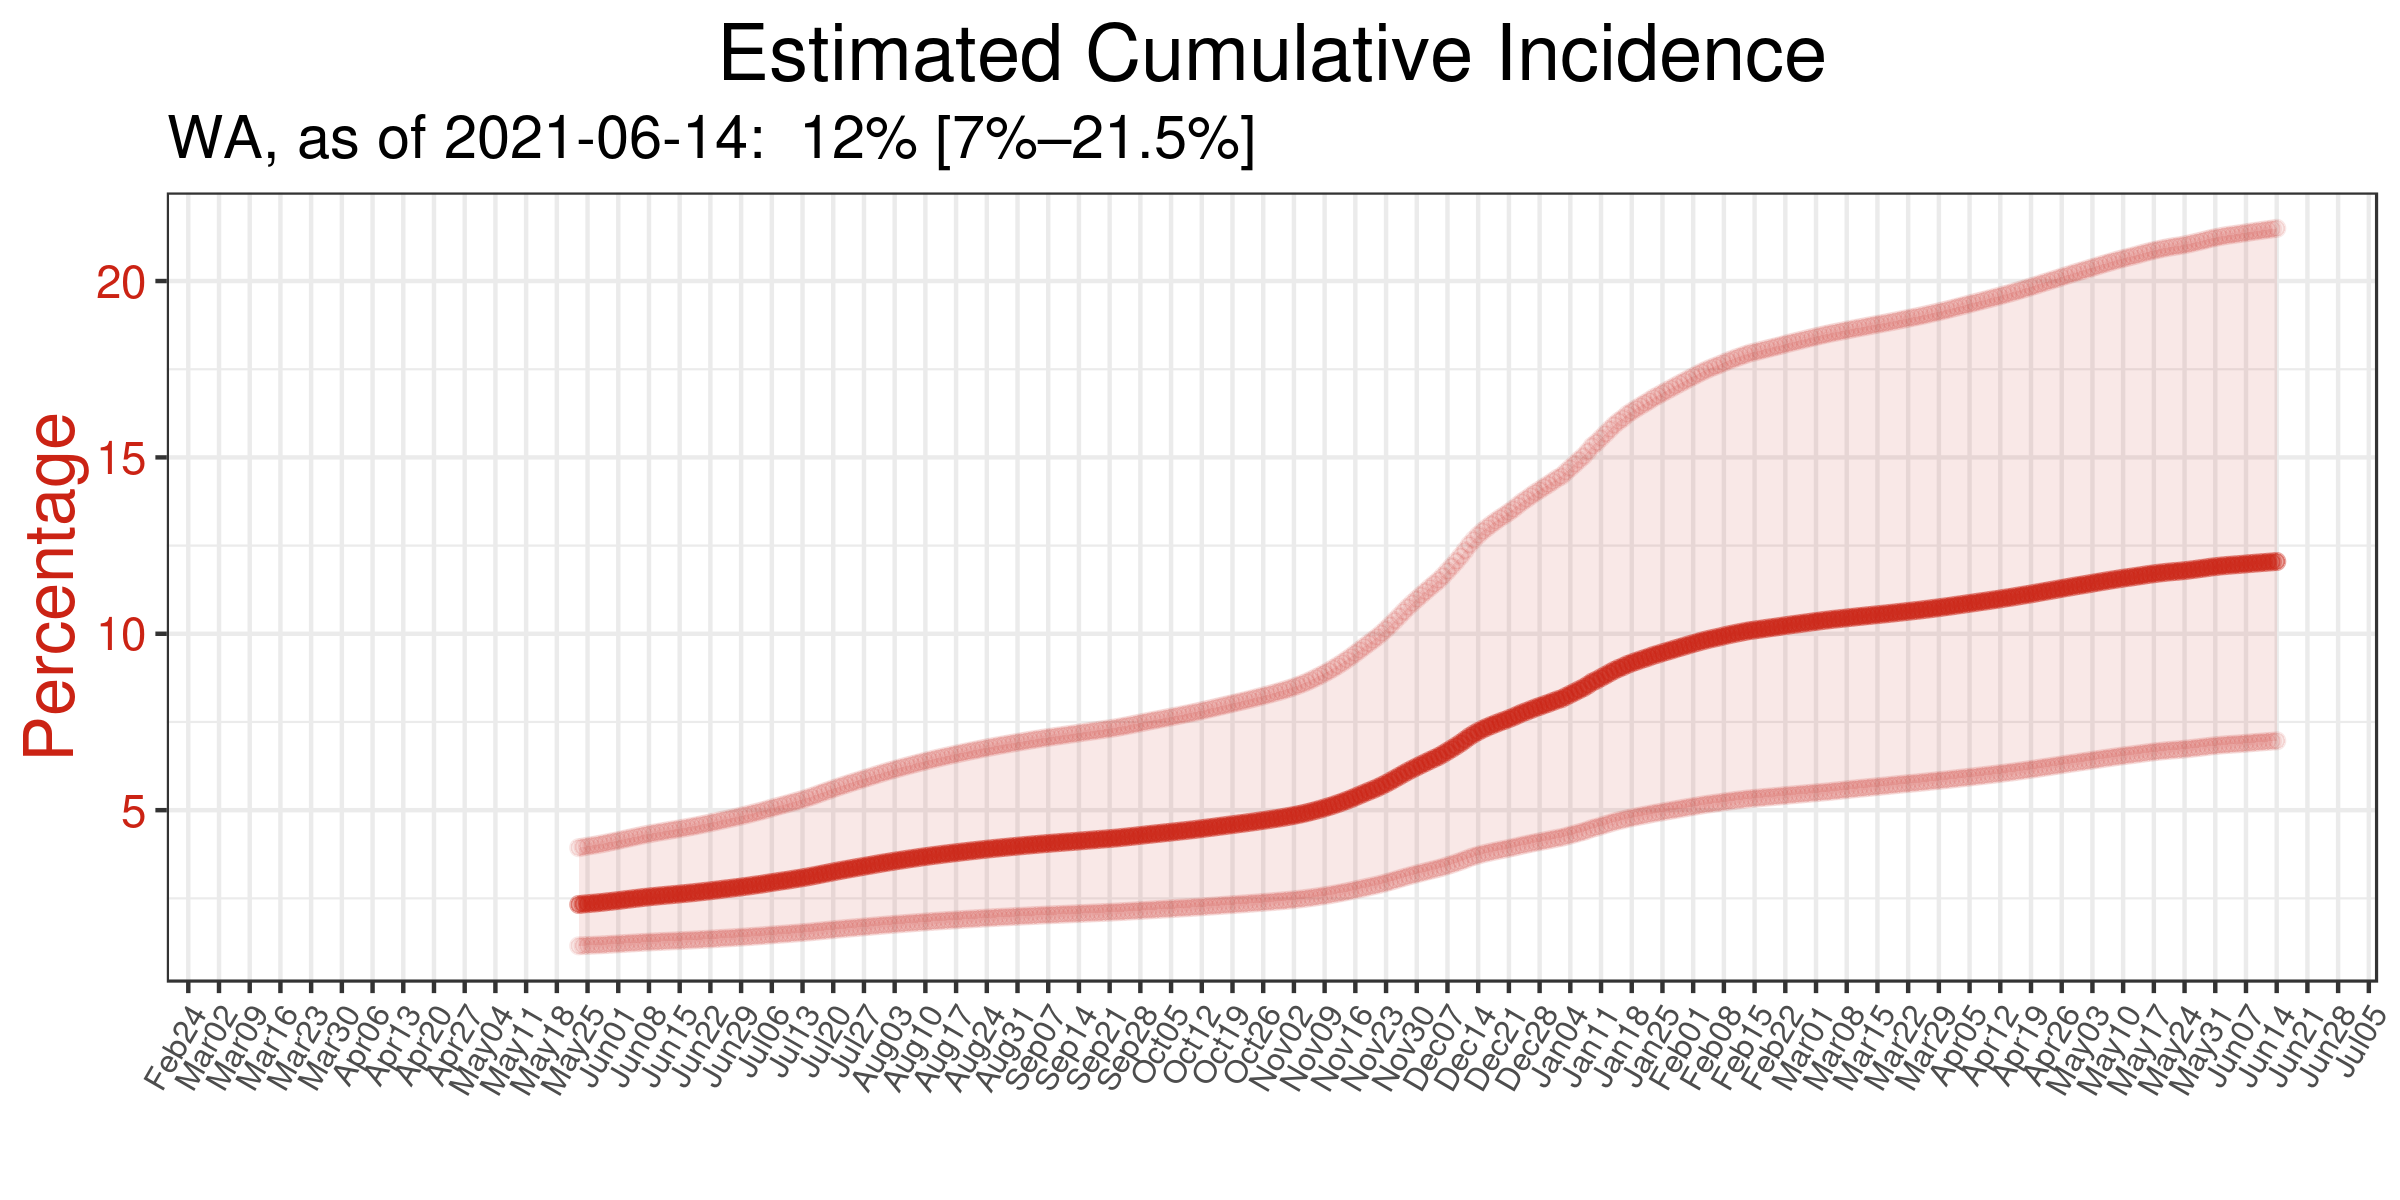 Estimated Cumulative Incidence
WA, as of 2021-06-14:  12% [7%–21.5%]
Percentage
20
15
10
5
Feb24
Mar02
Mar09
Mar16
Mar23
Mar30
Apr06
Apr13
Apr20
Apr27
May04
May11
May18
May25
Jun01
Jun08
Jun15
Jun22
Jun29
Jul06
Jul13
Jul20
Jul27
Aug03
Aug10
Aug17
Aug24
Aug31
Sep07
Sep14
Sep21
Sep28
Oct05
Oct12
Oct19
Oct26
Nov02
Nov09
Nov16
Nov23
Nov30
Dec07
Dec14
Dec21
Dec28
Jan04
Jan11
Jan18
Jan25
Feb01
Feb08
Feb15
Feb22
Mar01
Mar08
Mar15
Mar22
Mar29
Apr05
Apr12
Apr19
Apr26
May03
May10
May17
May24
May31
Jun07
Jun14
Jun21
Jun28
Jul05